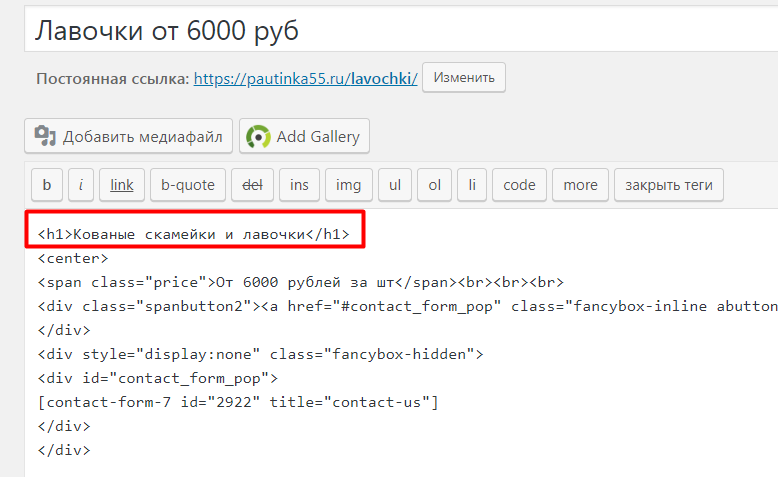 Лавочки от 6000 руб
Постоянная ссылка: https://pautinka55.ru/lavochki/ Изменить
Добавить медиафайл Add Gallery
b i link b-quote del ins img ul ol li code more закрыть теги
<h1>Кованые скамейки и лавочки</h1>
<center>
<span class="price">От 6000 рублей за шт</span><br><br><br>
<div class="spanbutton2"><a href="#contact_form_pop" class="fancybox-inline abutton
</div>
<div style="display:none" class="fancybox-hidden">
<div id="contact_form_pop">
[contact-form-7 id="2922" title="contact-us"]
</div>
</div>